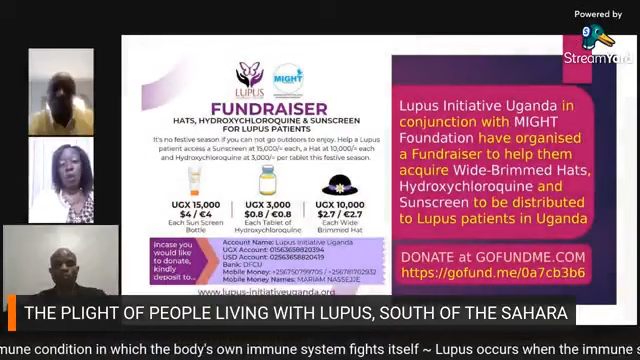 Powered by
StreamYard
LUPUS
MIGHT
FUNDRAISER
HATS, HYDROXYCHLOROQUINE & SUNSCREEN
FOR LUPUS PATIENTS
It's no festive season if you can not go outdoors to enjoy. Help a Lupus
patient access a Sunscreen at 15,000/= each, a Hat at 10,000/= each
and Hydroxychloroquine at 3,000/= per tablet this festive season.
UGX 15,000
$4 / €4
Each Sun Screen
Bottle
UGX 3,000
$0.8 / €0.8
Each Tablet of
Hydroxychloroquine
UGX 10,000
$2.7 / €2.7
Each Wide
Brimmed Hat
Incase you
would like
to donate,
kindly
deposit to...
Account Name: Lupus Initiative Uganda
UGX Account: 01563658820394
USD Account: 02563658820419
Bank: DFCU
Mobile Money: +256750799705 / +256781702932
Mobile Money Names: MARIAM NASSEJJE
www.lupus-initiativeuganda.org
Lupus Initiative Uganda in
conjunction with MIGHT
Foundation have organised
a Fundraiser to help them
acquire Wide-Brimmed Hats,
Hydroxychloroquine and
Sunscreen to be distributed
to Lupus patients in Uganda
DONATE at GOFUNDME.COM
https://gofund.me/0a7cb3b6
THE PLIGHT OF PEOPLE LIVING WITH LUPUS, SOUTH OF THE SAHARA
mune condition in which the body's own immune system fights itself ~ Lupus occurs when the immune s